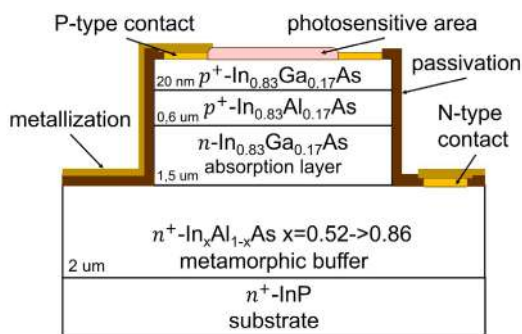 P-type contact
photosensitive area
20 nm p⁺-In₀.₈₃Ga₀.₁₇As
passivation
0,6 um p⁺-In₀.₈₃Al₀.₁₇As
metallization
n-In₀.₈₃Ga₀.₁₇As
N-type
contact
absorption layer
1,5 um
n⁺-InₓAl₁₋ₓAs x=0.52->0.86
2 um
metamorphic buffer
n⁺-InP
substrate